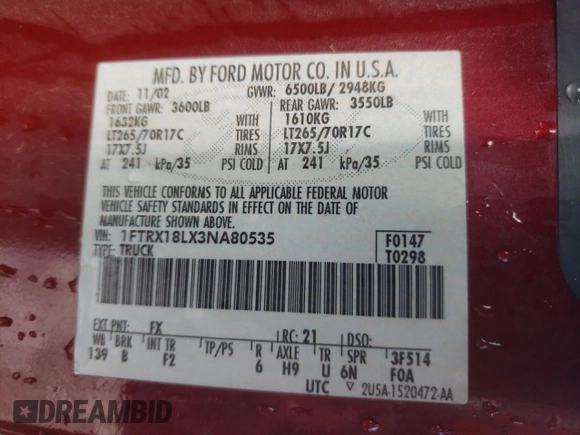 MFD. BY FORD MOTOR CO. IN U.S.A.
DATE: 11/02 GVWR: 6500LB/ 2948KG
FRONT GAWR: 3600LB REAR GAWR: 3550LB
1632KG WITH 1610KG WITH
LT265/70R17C TIRES LT265/70R17C TIRES
17X7.5J RIMS 17X7.5J RIMS
AT 241 kPa/35 PSI COLD AT 241 kPa/35 PSI COLD
THIS VEHICLE CONFORMS TO ALL APPLICABLE FEDERAL MOTOR
VEHICLE SAFETY STANDARDS IN EFFECT ON THE DATE OF
MANUFACTURE SHOWN ABOVE.
VIN: 1FTRX18LX3NA80535 F0147
TYPE: TRUCK T0298
EXT PNT: FX RC: 21 DSO:
WB BRK INT TR TP/PS R AXLE TR SPR 3F514
139 B F2 6 H9 U 6N F0A
UTC ▽ 2U5A-1520472-AA
DREAMBID